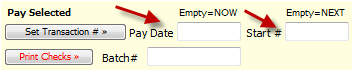 Pay Selected Empty=NOW Empty=NEXT
Set Transaction # » Pay Date Start #
Print Checks » Batch#